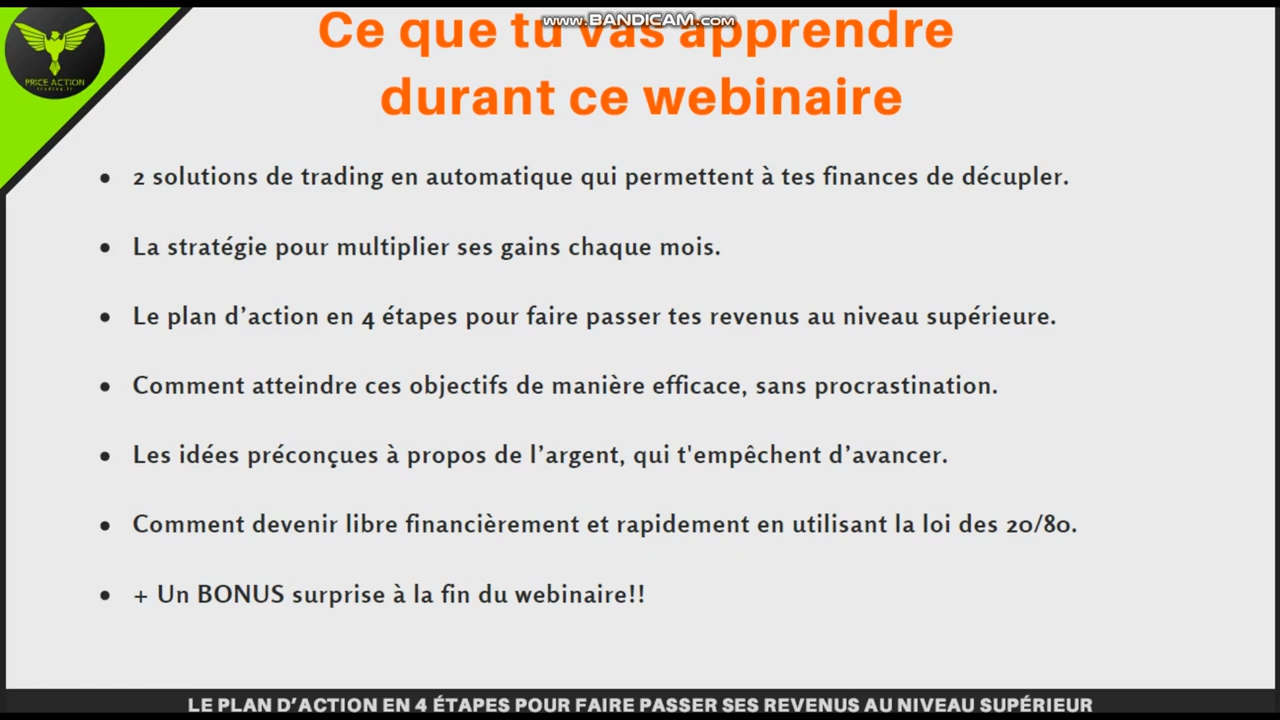 www.BANDICAM.com
PRICE ACTION
trading.fr
Ce que tu vas apprendre
durant ce webinaire
• 2 solutions de trading en automatique qui permettent à tes finances de décupler.
• La stratégie pour multiplier ses gains chaque mois.
• Le plan d’action en 4 étapes pour faire passer tes revenus au niveau supérieure.
• Comment atteindre ces objectifs de manière efficace, sans procrastination.
• Les idées préconçues à propos de l’argent, qui t'empêchent d’avancer.
• Comment devenir libre financièrement et rapidement en utilisant la loi des 20/80.
• + Un BONUS surprise à la fin du webinaire!!
LE PLAN D’ACTION EN 4 ÉTAPES POUR FAIRE PASSER SES REVENUS AU NIVEAU SUPÉRIEUR